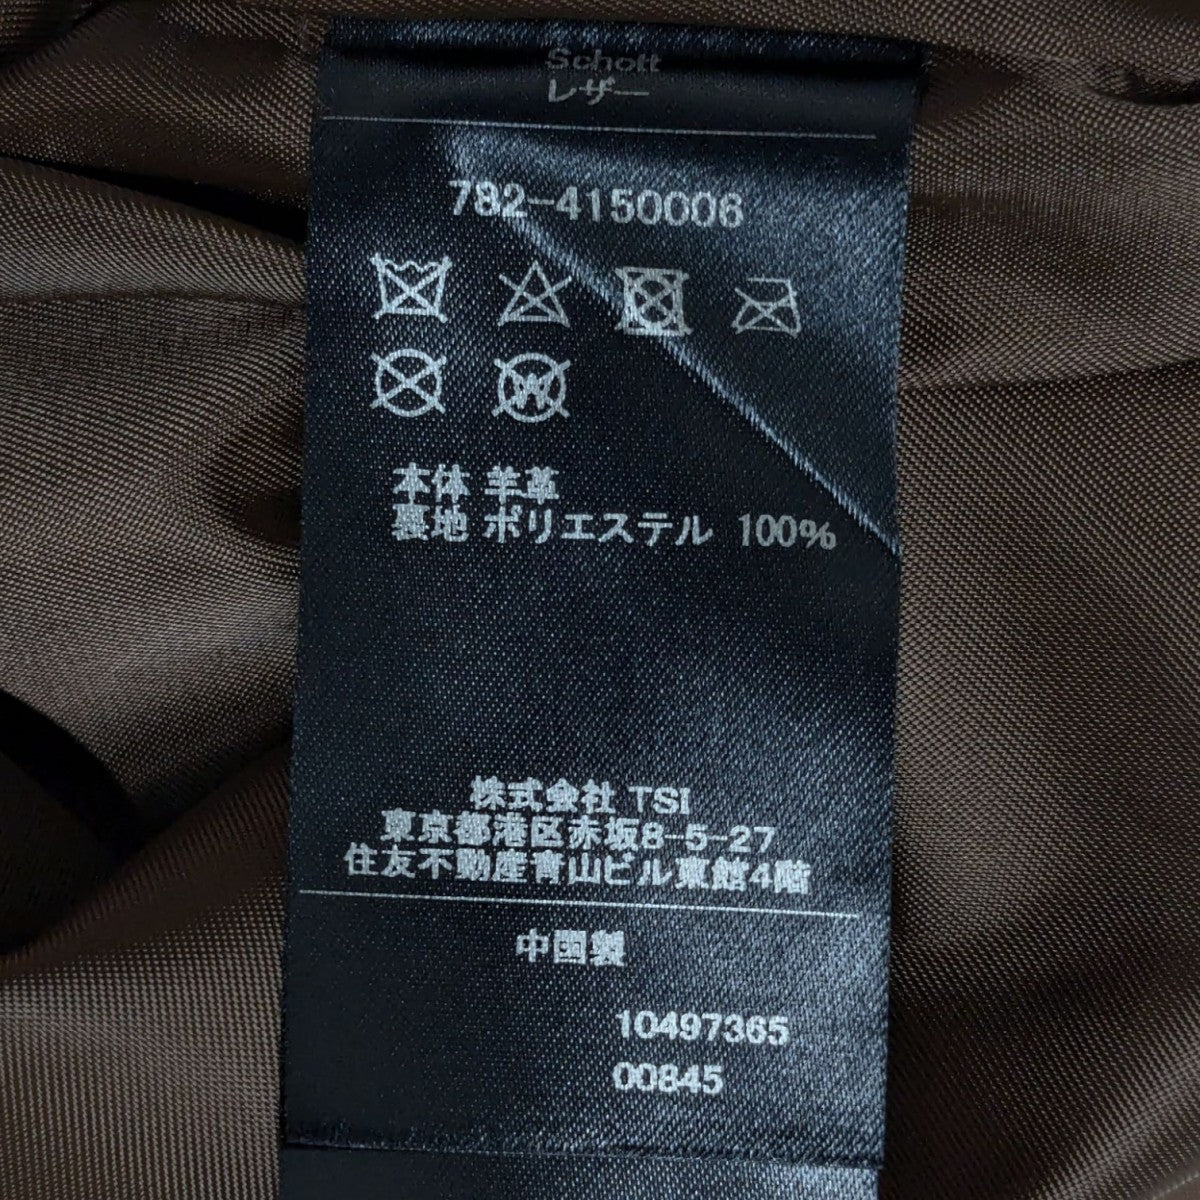 Schott
レザー
782-4150006
W
本体 羊革
裏地 ポリエステル 100%
株式会社 TSI
東京都港区赤坂8-5-27
住友不動産青山ビル東館4階
中国製
10497365
00845